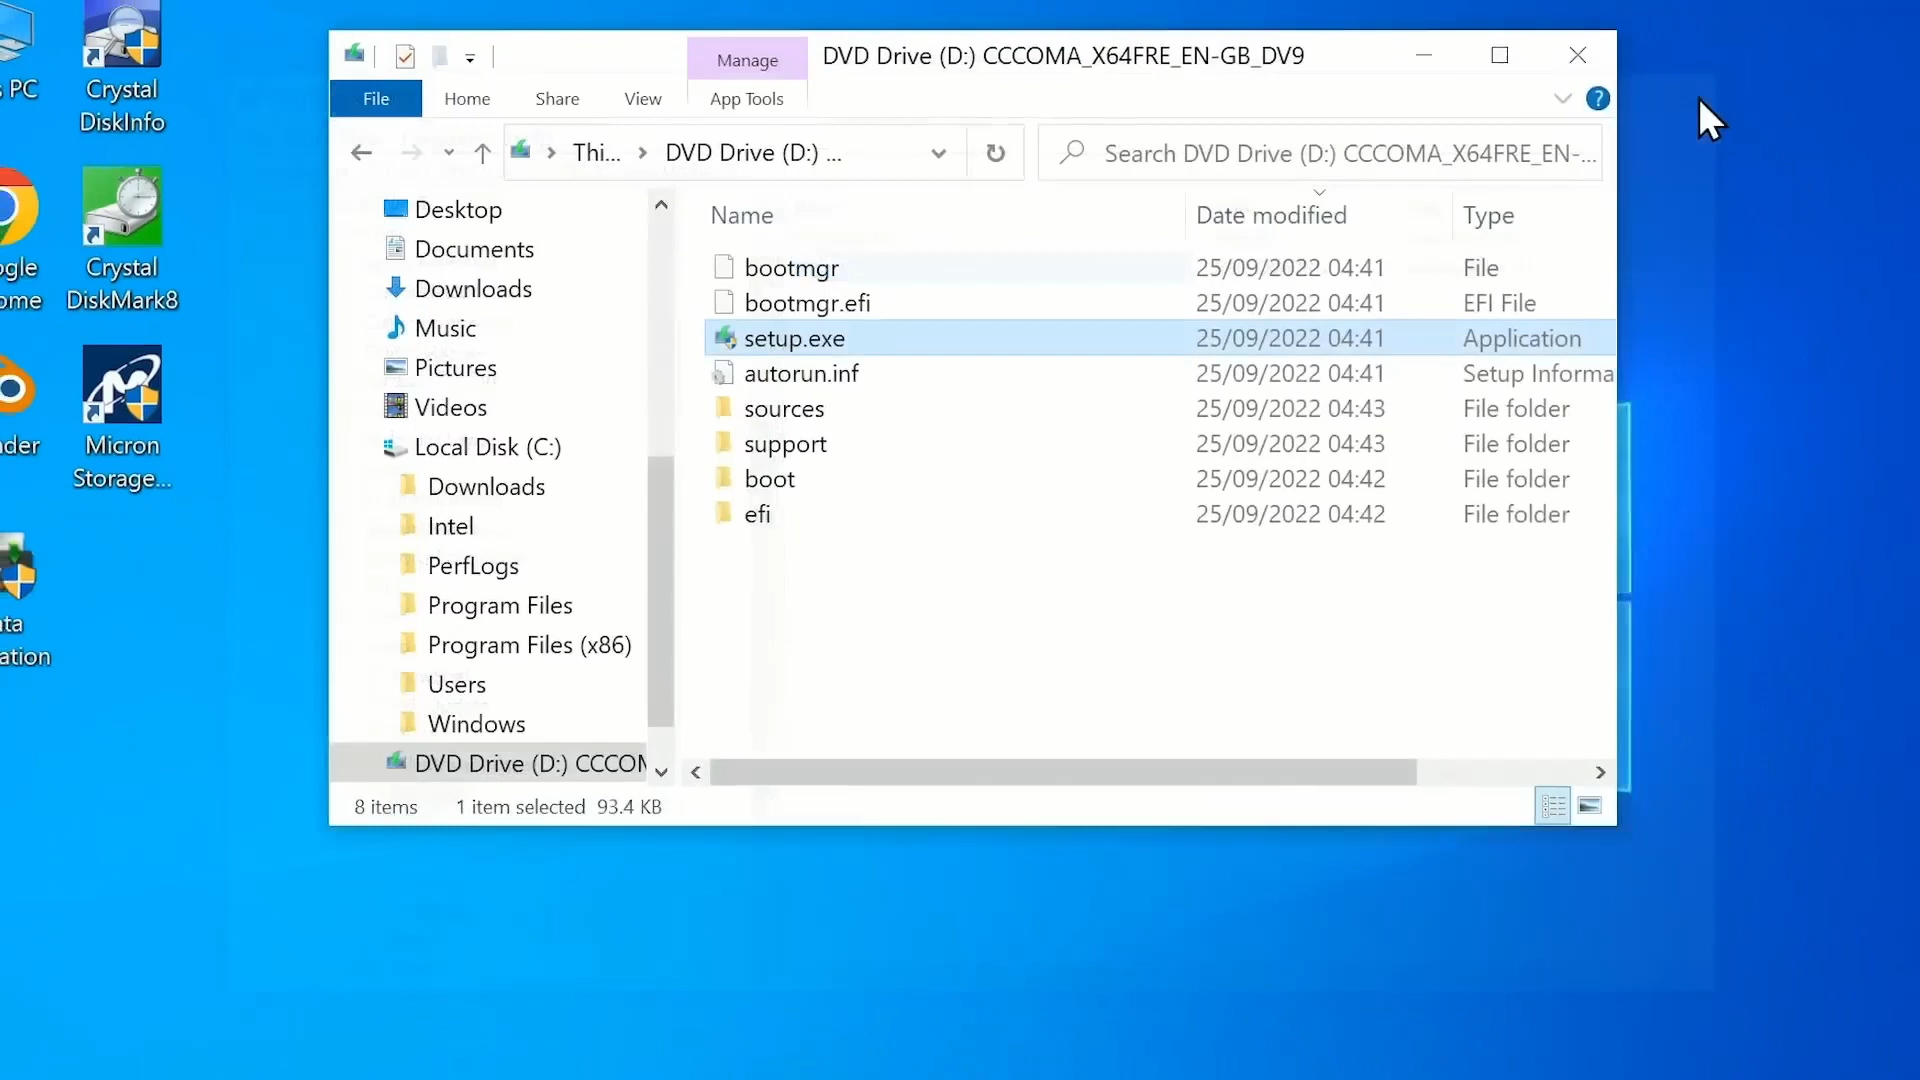 s PC
Crystal
DiskInfo
ogle
ome
Crystal
DiskMark8
der
Micron
Storage...
ata
ation
Manage
DVD Drive (D:) CCCOMA_X64FRE_EN-GB_DV9
File
Home
Share
View
App Tools
?
Thi...
DVD Drive (D:) ...
Search DVD Drive (D:) CCCOMA_X64FRE_EN-...
Desktop
Documents
Downloads
Music
Pictures
Videos
Local Disk (C:)
Downloads
Intel
PerfLogs
Program Files
Program Files (x86)
Users
Windows
DVD Drive (D:) CCCOM
Name Date modified Type
bootmgr 25/09/2022 04:41 File
bootmgr.efi 25/09/2022 04:41 EFI File
setup.exe 25/09/2022 04:41 Application
autorun.inf 25/09/2022 04:41 Setup Informa
sources 25/09/2022 04:43 File folder
support 25/09/2022 04:43 File folder
boot 25/09/2022 04:42 File folder
efi 25/09/2022 04:42 File folder
8 items 1 item selected 93.4 KB